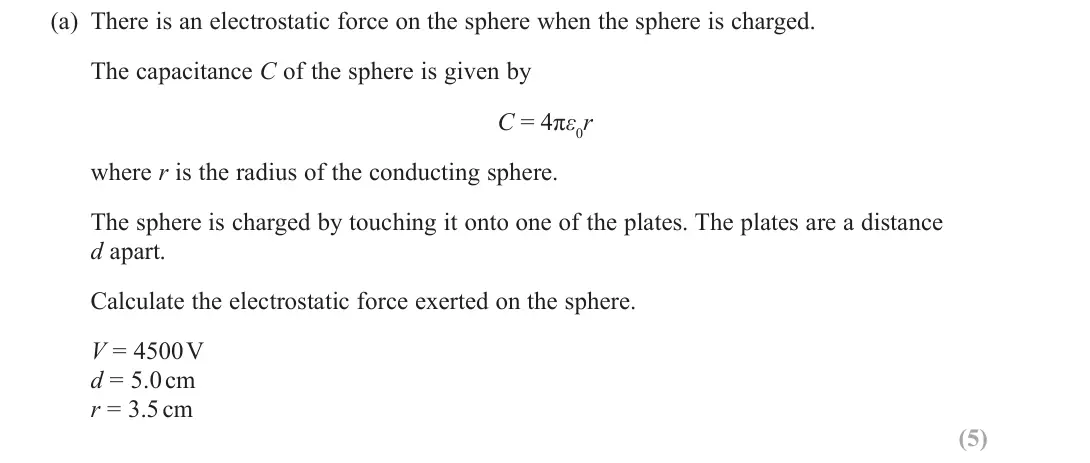 (a) There is an electrostatic force on the sphere when the sphere is charged.
The capacitance C of the sphere is given by
C = 4πε₀r
where r is the radius of the conducting sphere.
The sphere is charged by touching it onto one of the plates. The plates are a distance
d apart.
Calculate the electrostatic force exerted on the sphere.
V = 4500 V
d = 5.0 cm
r = 3.5 cm
(5)